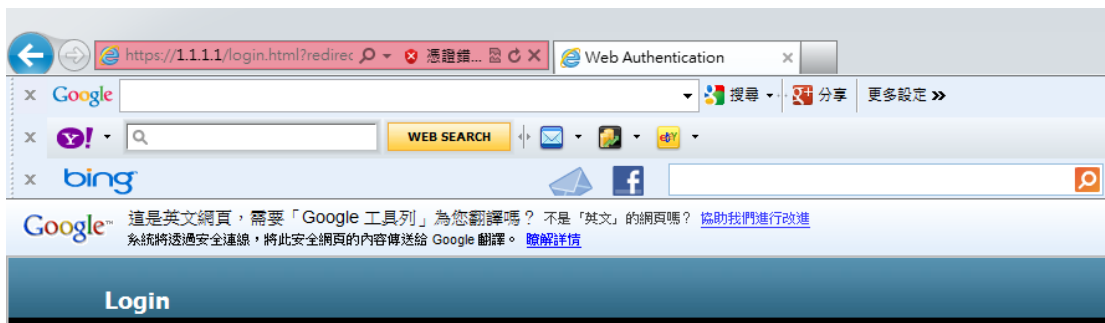 https://1.1.1.1/login.html?redirec 憑證錯... Web Authentication
Google 搜尋 分享 更多設定
Y! WEB SEARCH ebY
bing f
Google™ 這是英文網頁，需要「Google 工具列」為您翻譯嗎？ 不是「英文」的網頁嗎？ 協助我們進行改進
系統將透過安全連線，將此安全網頁的內容傳送給 Google 翻譯。 瞭解詳情
Login